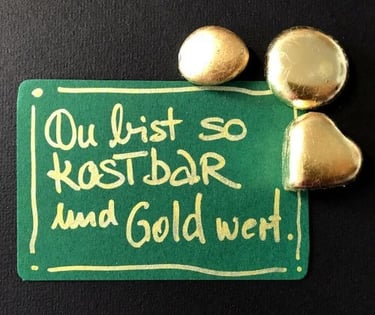 Du bist so
KOSTbaR
und Gold wert.